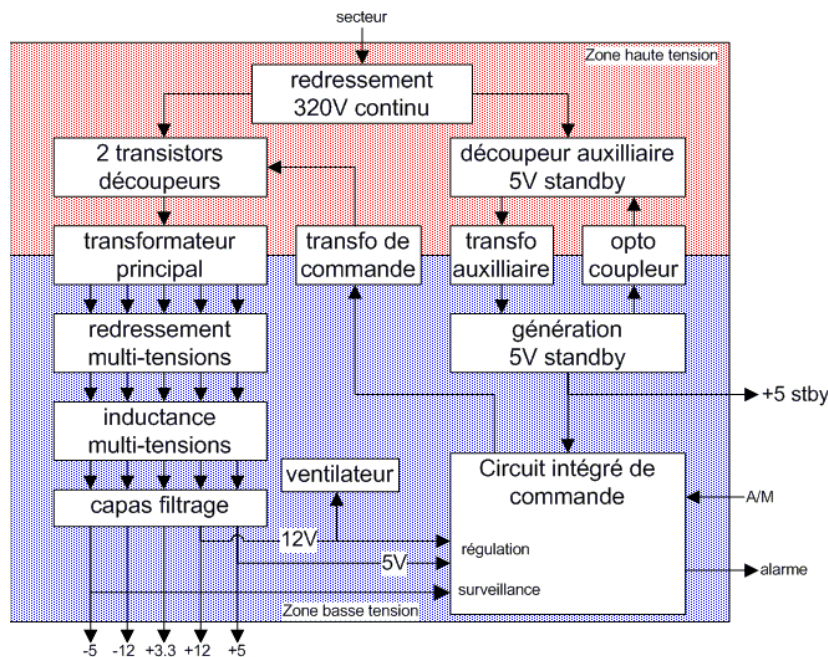 secteur
Zone haute tension
redressement
320V continu
2 transistors
découpeurs
découpeur auxilliaire
5V standby
transformateur
principal
transfo de
commande
transfo
auxilliaire
opto
coupleur
redressement
multi-tensions
génération
5V standby
+5 stby
inductance
multi-tensions
ventilateur
Circuit intégré de
commande
capas filtrage
A/M
12V
régulation
5V
alarme
surveillance
Zone basse tension
-5 -12 +3.3 +12 +5